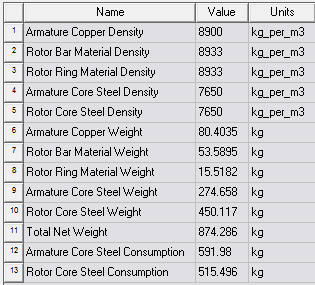 Name Value Units
1 Armature Copper Density 8900 kg_per_m3
2 Rotor Bar Material Density 8933 kg_per_m3
3 Rotor Ring Material Density 8933 kg_per_m3
4 Armature Core Steel Density 7650 kg_per_m3
5 Rotor Core Steel Density 7650 kg_per_m3
6 Armature Copper Weight 80.4035 kg
7 Rotor Bar Material Weight 53.5895 kg
8 Rotor Ring Material Weight 15.5182 kg
9 Armature Core Steel Weight 274.658 kg
10 Rotor Core Steel Weight 450.117 kg
11 Total Net Weight 874.286 kg
12 Armature Core Steel Consumption 591.98 kg
13 Rotor Core Steel Consumption 515.496 kg